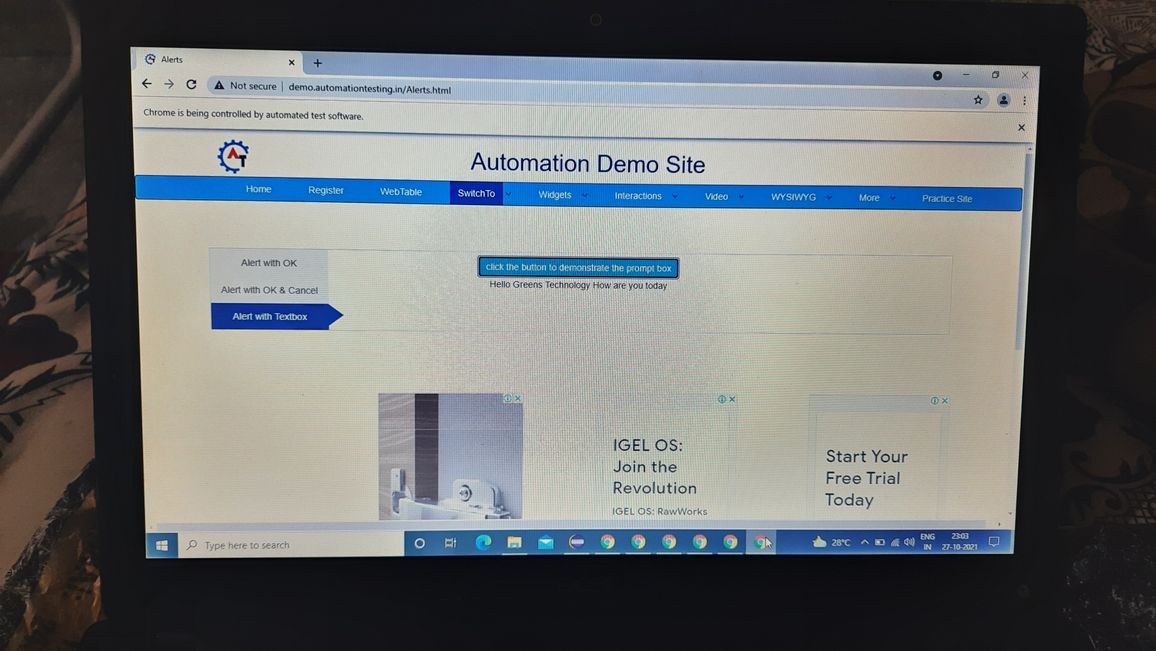 Alerts
Not secure | demo.automationtesting.in/Alerts.html
Chrome is being controlled by automated test software.
AT
Automation Demo Site
Home Register WebTable SwitchTo Widgets Interactions Video WYSIWYG More Practice Site
Alert with OK
click the button to demonstrate the prompt box
Hello Greens Technology How are you today
Alert with OK & Cancel
Alert with Textbox
IGEL OS:
Join the
Revolution
IGEL OS: RawWorks
Start Your
Free Trial
Today
Type here to search
28°C
ENG
IN
23:03
27-10-2021